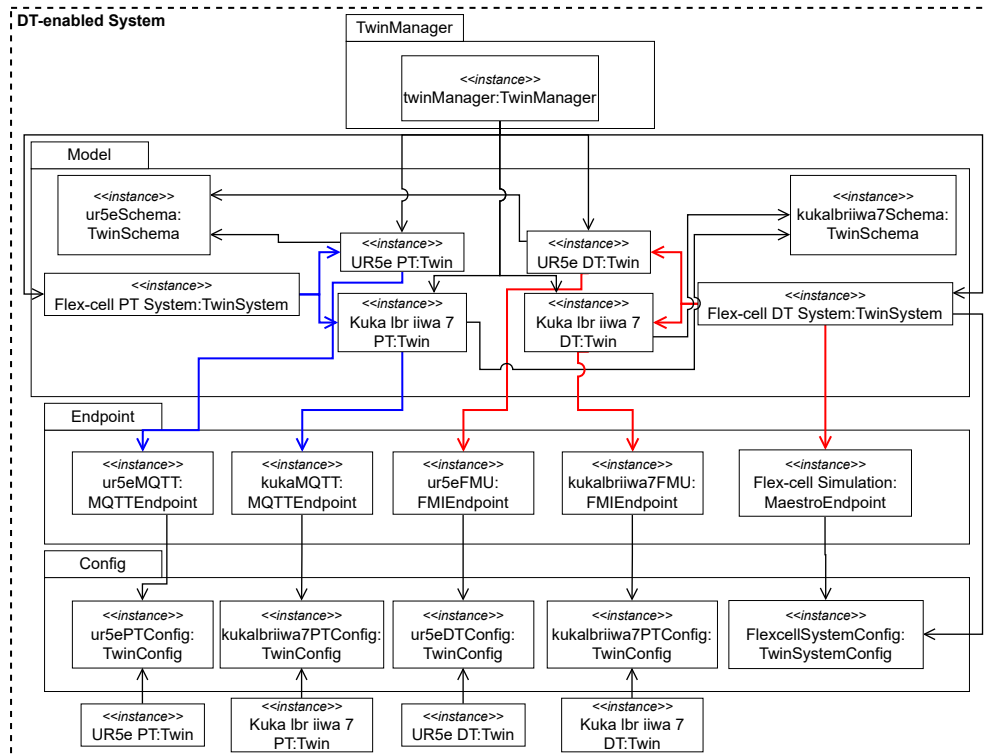 DT-enabled System
TwinManager
<<instance>>
twinManager:TwinManager
Model
<<instance>>
ur5eSchema:
TwinSchema
<<instance>>
kukalbriiwa7Schema:
TwinSchema
<<instance>>
UR5e PT:Twin
<<instance>>
UR5e DT:Twin
<<instance>>
Flex-cell PT System:TwinSystem
<<instance>>
Kuka lbr iiwa 7
PT:Twin
<<instance>>
Kuka lbr iiwa 7
DT:Twin
<<instance>>
Flex-cell DT System:TwinSystem
Endpoint
<<instance>>
ur5eMQTT:
MQTTEndpoint
<<instance>>
kukaMQTT:
MQTTEndpoint
<<instance>>
ur5eFMU:
FMIEndpoint
<<instance>>
kukalbriiwa7FMU:
FMIEndpoint
<<instance>>
Flex-cell Simulation:
MaestroEndpoint
Config
<<instance>>
ur5ePTConfig:
TwinConfig
<<instance>>
kukalbriiwa7PTConfig:
TwinConfig
<<instance>>
ur5eDTConfig:
TwinConfig
<<instance>>
kukalbriiwa7PTConfig:
TwinConfig
<<instance>>
FlexcellSystemConfig:
TwinSystemConfig
<<instance>>
UR5e PT:Twin
<<instance>>
Kuka lbr iiwa 7
PT:Twin
<<instance>>
UR5e DT:Twin
<<instance>>
Kuka lbr iiwa 7
DT:Twin